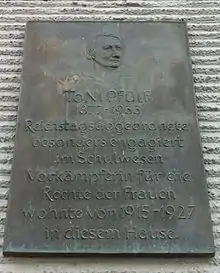 TONI PFÜLF
1877-1933
Reichstagsabgeordnete
besonders engagiert
im Schulwesen
Vorkämpferin für die
Rechte der Frauen
wohnte von 1915-1927
in diesem Hause.